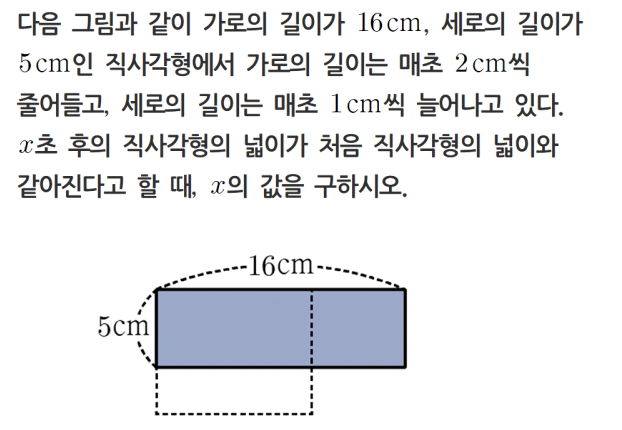 다음 그림과 같이 가로의 길이가 16cm, 세로의 길이가
5cm인 직사각형에서 가로의 길이는 매초 2cm씩
줄어들고, 세로의 길이는 매초 1cm씩 늘어나고 있다.
x초 후의 직사각형의 넓이가 처음 직사각형의 넓이와
같아진다고 할 때, x의 값을 구하시오.
16cm
5cm